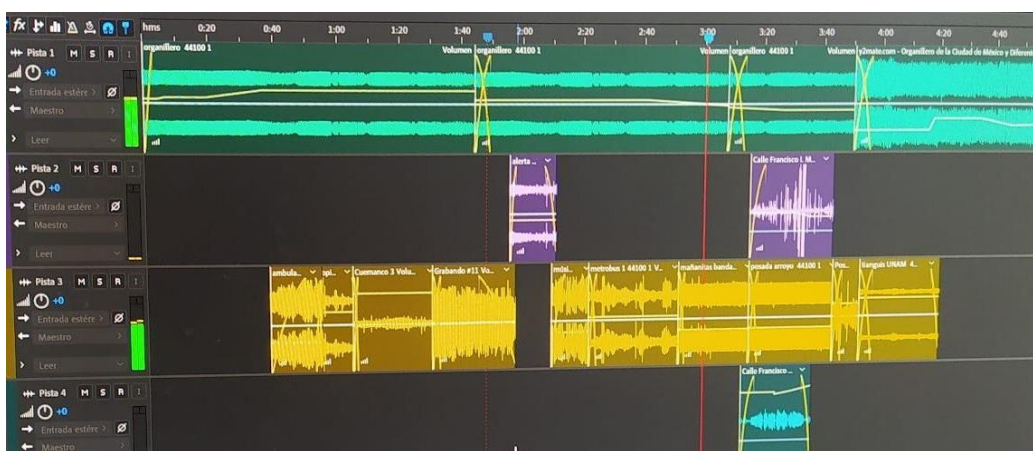 fx hms 0:20 0:40 1:00 1:20 1:40 2:00 2:20 2:40 3:00 3:20 3:40 4:00 4:20 4:40
Pista 1 M S R I
organillero 44100 1 Volumen organillero 44100 1 Volumen organillero 44100 1 Volumen y2mate.com - Organillero de la Ciudad de México y Diferent
+0
Entrada estére >
Maestro >
Leer
Pista 2 M S R I
alerta .. Calle Francisco I. M..
+0
Entrada estére >
Maestro
Leer
Pista 3 M S R I
ambula.. Cuemanco 3 Volu.. Grabando #11 Vo.. metrobus 1 44100 1 V.. mañanitas banda.. pesada arroyo 44100 1 Pos.. tianguis UNAM 4..
+0
Entrada estére >
Maestro >
Leer
Pista 4 M S R I
Calle Francisco ..
+0
Entrada estére >
Maestro